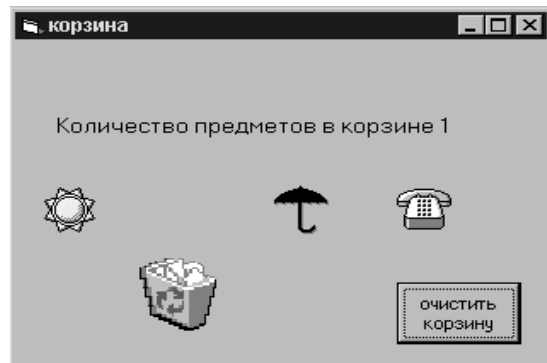 корзина
Количество предметов в корзине 1
очистить
корзину